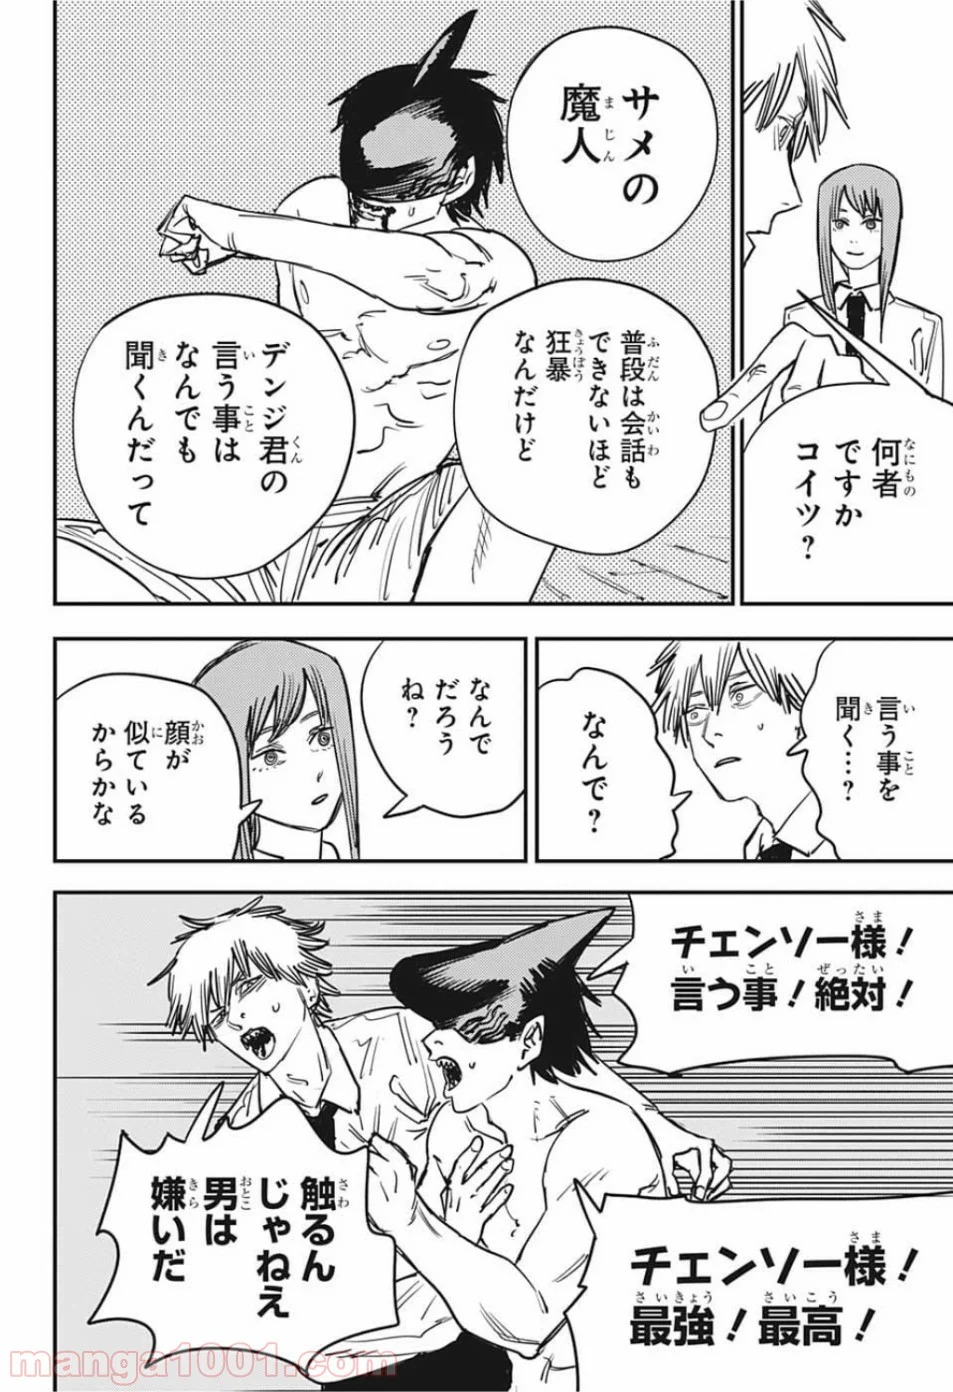 何者
ですか
コイツ?
サメの
魔人
普段は会話も
できないほど
狂暴
なんだけど
デンジ君の
言う事は
なんでも
聞くんだって
言う事を
聞く…?
なんで?
なんで
だろう
ね?
顔が
似ている
からかな
チェンソー様!
言う事!絶対!
チェンソー様!
最強!最高!
触るん
じゃねえ
男は
嫌いだ
manga1001.com